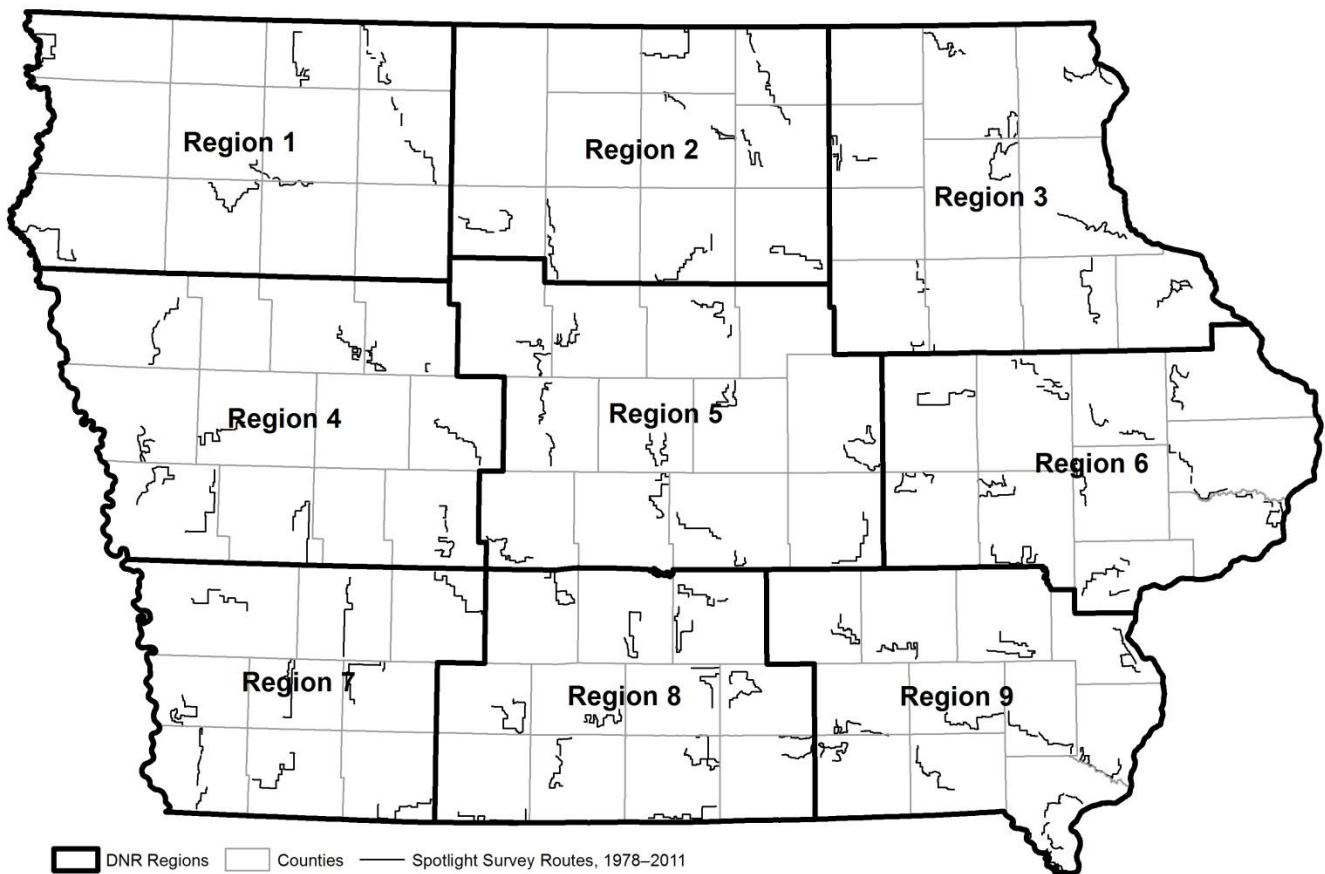 Region 1
Region 2
Region 3
Region 4
Region 5
Region 6
Region 7
Region 8
Region 9
DNR Regions
Counties
Spotlight Survey Routes, 1978–2011